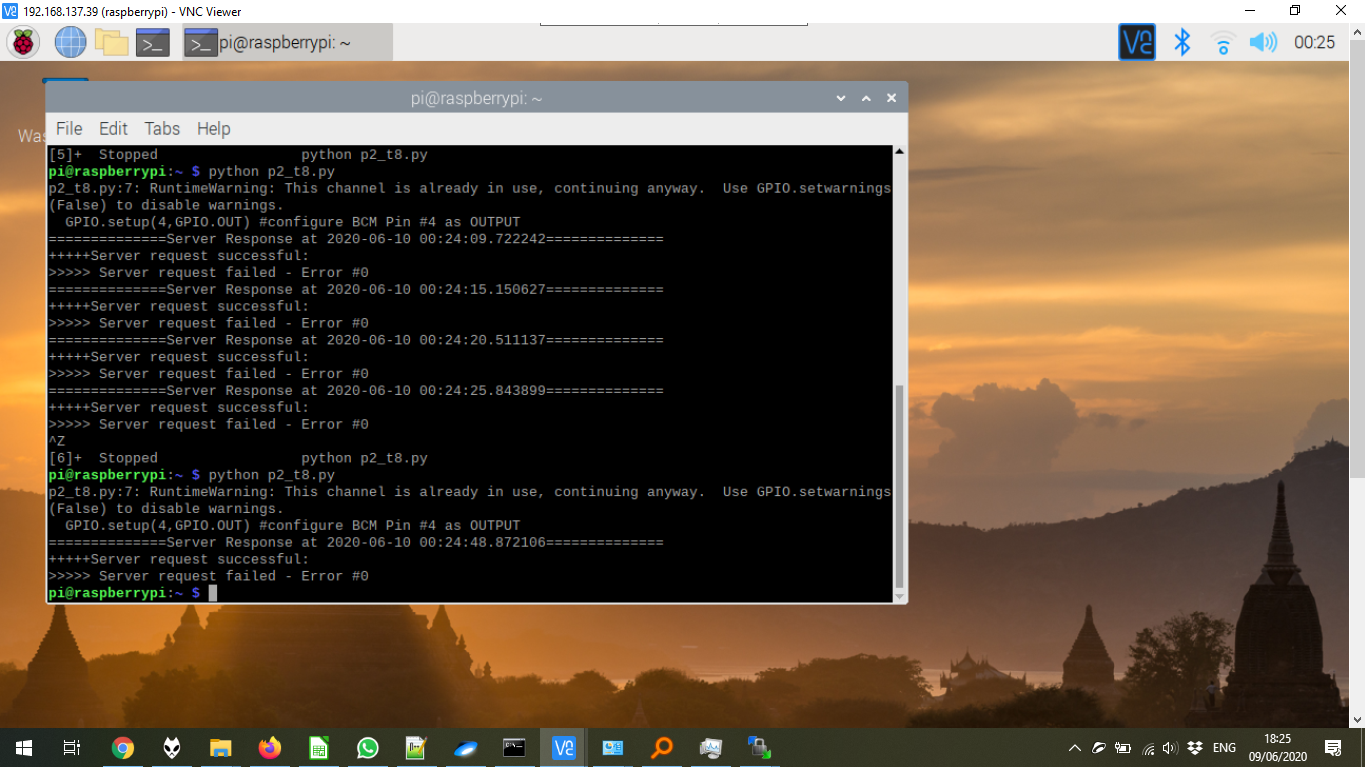 192.168.137.39 (raspberrypi) - VNC Viewer
pi@raspberrypi: ~
00:25
pi@raspberrypi: ~
File Edit Tabs Help
Was
[5]+  Stopped                 python p2_t8.py
pi@raspberrypi:~ $ python p2_t8.py
p2_t8.py:7: RuntimeWarning: This channel is already in use, continuing anyway.  Use GPIO.setwarnings
(False) to disable warnings.
  GPIO.setup(4,GPIO.OUT) #configure BCM Pin #4 as OUTPUT
==============Server Response at 2020-06-10 00:24:09.722242==============
+++++Server request successful:
>>>>> Server request failed - Error #0
==============Server Response at 2020-06-10 00:24:15.150627==============
+++++Server request successful:
>>>>> Server request failed - Error #0
==============Server Response at 2020-06-10 00:24:20.511137==============
+++++Server request successful:
>>>>> Server request failed - Error #0
==============Server Response at 2020-06-10 00:24:25.843899==============
+++++Server request successful:
>>>>> Server request failed - Error #0
^Z
[6]+  Stopped                 python p2_t8.py
pi@raspberrypi:~ $ python p2_t8.py
p2_t8.py:7: RuntimeWarning: This channel is already in use, continuing anyway.  Use GPIO.setwarnings
(False) to disable warnings.
  GPIO.setup(4,GPIO.OUT) #configure BCM Pin #4 as OUTPUT
==============Server Response at 2020-06-10 00:24:48.872106==============
+++++Server request successful:
>>>>> Server request failed - Error #0
pi@raspberrypi:~ $
ENG
18:25
09/06/2020